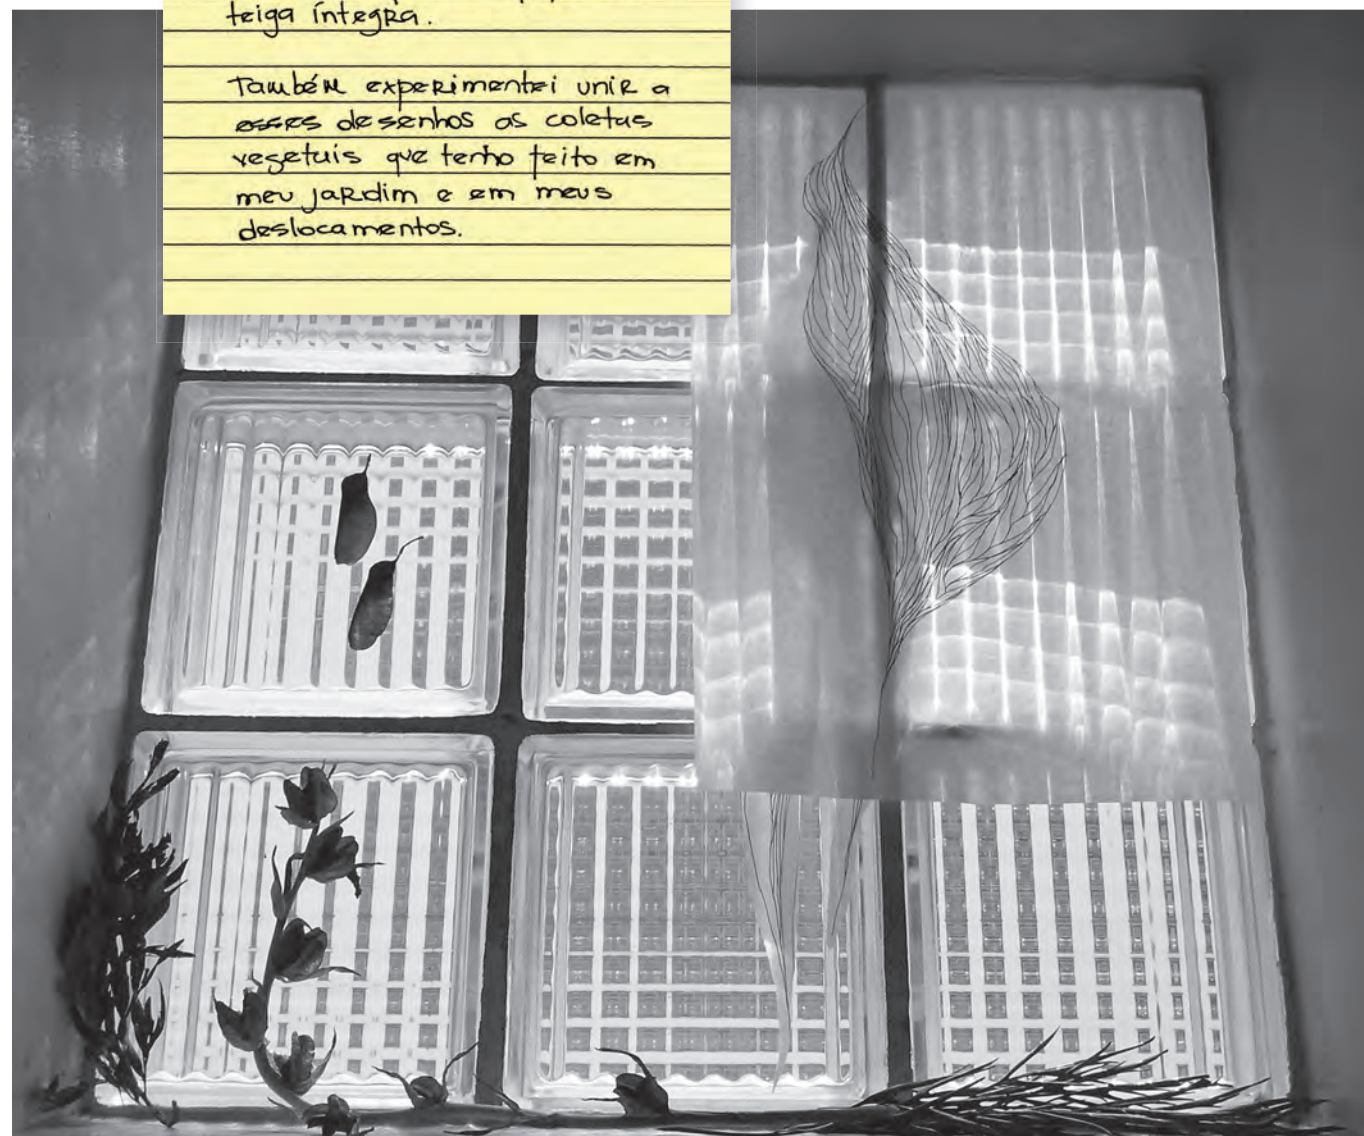 teiga íntegra.
Também experimentei unir a
esses desenhos as coletas
vegetais que tenho feito em
meu jardim e em meus
deslocamentos.